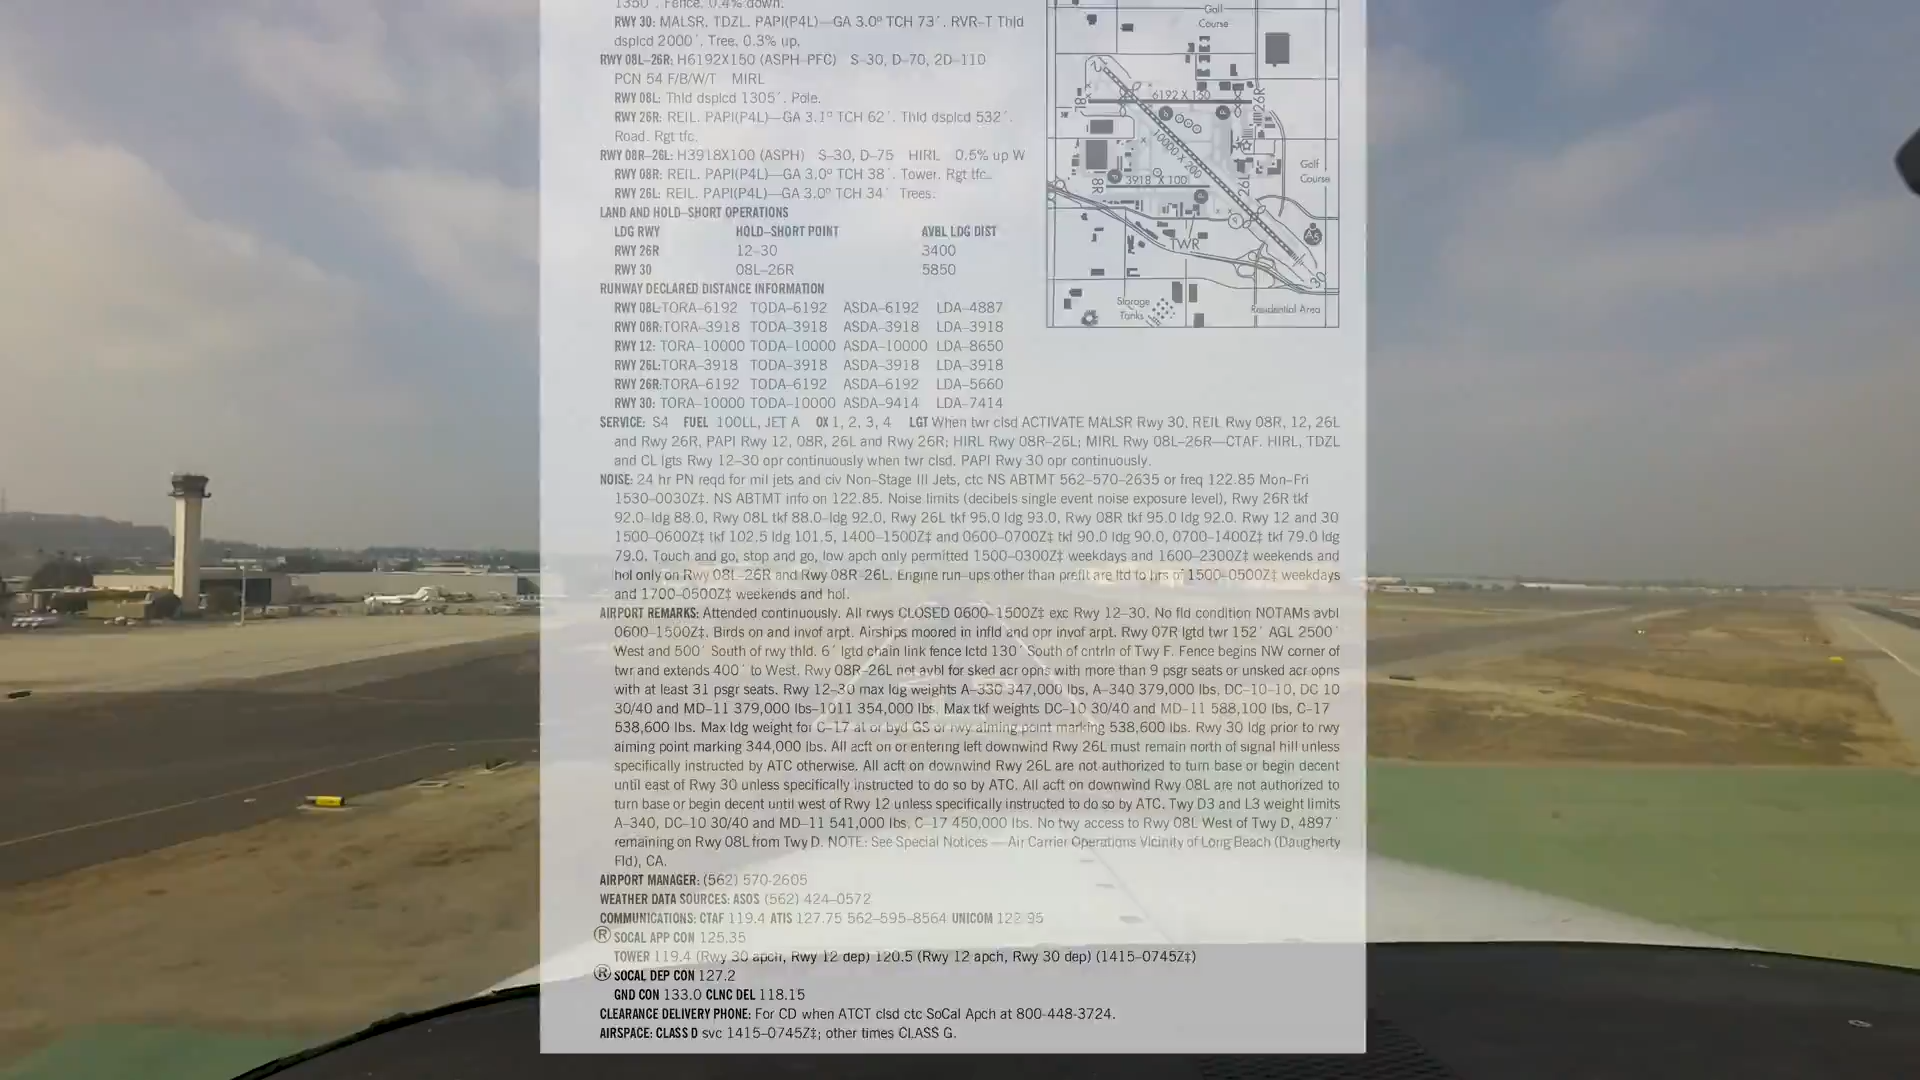 1350´. Fence. 0.4% down.
RWY 30: MALSR. TDZL. PAPI(P4L)—GA 3.0º TCH 73´. RVR–T Thld
dsplcd 2000´. Tree. 0.3% up.
RWY 08L–26R: H6192X150 (ASPH–PFC) S–30, D–70, 2D–110
PCN 54 F/B/W/T MIRL
RWY 08L: Thld dsplcd 1305´. Pole.
RWY 26R: REIL. PAPI(P4L)—GA 3.1º TCH 62´. Thld dsplcd 532´.
Road. Rgt tfc.
RWY 08R–26L: H3918X100 (ASPH) S–30, D–75 HIRL 0.5% up W
RWY 08R: REIL. PAPI(P4L)—GA 3.0º TCH 38´. Tower. Rgt tfc.
RWY 26L: REIL. PAPI(P4L)—GA 3.0º TCH 34´ Trees.
LAND AND HOLD–SHORT OPERATIONS
LDG RWY HOLD–SHORT POINT AVBL LDG DIST
RWY 26R 12–30 3400
RWY 30 08L–26R 5850
RUNWAY DECLARED DISTANCE INFORMATION
RWY 08L:TORA–6192 TODA–6192 ASDA–6192 LDA–4887
RWY 08R:TORA–3918 TODA–3918 ASDA–3918 LDA–3918
RWY 12: TORA–10000 TODA–10000 ASDA–10000 LDA–8650
RWY 26L:TORA–3918 TODA–3918 ASDA–3918 LDA–3918
RWY 26R:TORA–6192 TODA–6192 ASDA–6192 LDA–5660
RWY 30: TORA–10000 TODA–10000 ASDA–9414 LDA–7414
SERVICE: S4 FUEL 100LL, JET A OX 1, 2, 3, 4 LGT When twr clsd ACTIVATE MALSR Rwy 30, REIL Rwy 08R, 12, 26L
and Rwy 26R, PAPI Rwy 12, 08R, 26L and Rwy 26R; HIRL Rwy 08R–26L; MIRL Rwy 08L–26R—CTAF. HIRL, TDZL
and CL lgts Rwy 12–30 opr continuously when twr clsd. PAPI Rwy 30 opr continuously.
NOISE: 24 hr PN reqd for mil jets and civ Non–Stage III Jets, ctc NS ABTMT 562–570–2635 or freq 122.85 Mon–Fri
1530–0030Z‡. NS ABTMT info on 122.85. Noise limits (decibels single event noise exposure level), Rwy 26R tkf
92.0–ldg 88.0, Rwy 08L tkf 88.0–ldg 92.0, Rwy 26L tkf 95.0 ldg 93.0, Rwy 08R tkf 95.0 ldg 92.0. Rwy 12 and 30
1500–0600Z‡ tkf 102.5 ldg 101.5, 1400–1500Z‡ and 0600–0700Z‡ tkf 90.0 ldg 90.0, 0700–1400Z‡ tkf 79.0 ldg
79.0. Touch and go, stop and go, low apch only permitted 1500–0300Z‡ weekdays and 1600–2300Z‡ weekends and
hol only on Rwy 08L–26R and Rwy 08R–26L. Engine run–ups other than preflt are ltd to hrs of 1500–0500Z‡ weekdays
and 1700–0500Z‡ weekends and hol.
AIRPORT REMARKS: Attended continuously. All rwys CLOSED 0600–1500Z‡ exc Rwy 12–30. No fld condition NOTAMs avbl
0600–1500Z‡. Birds on and invof arpt. Airships moored in infld and opr invof arpt. Rwy 07R lgtd twr 152´ AGL 2500´
West and 500´ South of rwy thld. 6´ lgtd chain link fence lctd 130´ South of cntrln of Twy F. Fence begins NW corner of
twr and extends 400´ to West. Rwy 08R–26L not avbl for sked acr opns with more than 9 psgr seats or unsked acr opns
with at least 31 psgr seats. Rwy 12–30 max ldg weights A–330 347,000 lbs, A–340 379,000 lbs, DC–10–10, DC 10
30/40 and MD–11 379,000 lbs–1011 354,000 lbs. Max tkf weights DC–10 30/40 and MD–11 588,100 lbs, C–17
538,600 lbs. Max ldg weight for C–17 at or byd GS or rwy aiming point marking 538,600 lbs. Rwy 30 ldg prior to rwy
aiming point marking 344,000 lbs. All acft on or entering left downwind Rwy 26L must remain north of signal hill unless
specifically instructed by ATC otherwise. All acft on downwind Rwy 26L are not authorized to turn base or begin decent
until east of Rwy 30 unless specifically instructed to do so by ATC. All acft on downwind Rwy 08L are not authorized to
turn base or begin decent until west of Rwy 12 unless specifically instructed to do so by ATC. Twy D3 and L3 weight limits
A–340, DC–10 30/40 and MD–11 541,000 lbs, C–17 450,000 lbs. No twy access to Rwy 08L West of Twy D, 4897´
remaining on Rwy 08L from Twy D. NOTE: See Special Notices — Air Carrier Operations Vicinity of Long Beach (Daugherty
Fld), CA.
AIRPORT MANAGER: (562) 570-2605
WEATHER DATA SOURCES: ASOS (562) 424–0572
COMMUNICATIONS: CTAF 119.4 ATIS 127.75 562–595–8564 UNICOM 122.95
Ⓡ SOCAL APP CON 125.35
TOWER 119.4 (Rwy 30 apch, Rwy 12 dep) 120.5 (Rwy 12 apch, Rwy 30 dep) (1415–0745Z‡)
Ⓡ SOCAL DEP CON 127.2
GND CON 133.0 CLNC DEL 118.15
CLEARANCE DELIVERY PHONE: For CD when ATCT clsd ctc SoCal Apch at 800-448-3724.
AIRSPACE: CLASS D svc 1415–0745Z‡; other times CLASS G.
Golf
Course
12
6192 X 150
8L
26R
10000 X 200
Golf
Course
8R
3918 X 100
26L
TWR
A5
30
Storage
Tanks
Residential Area